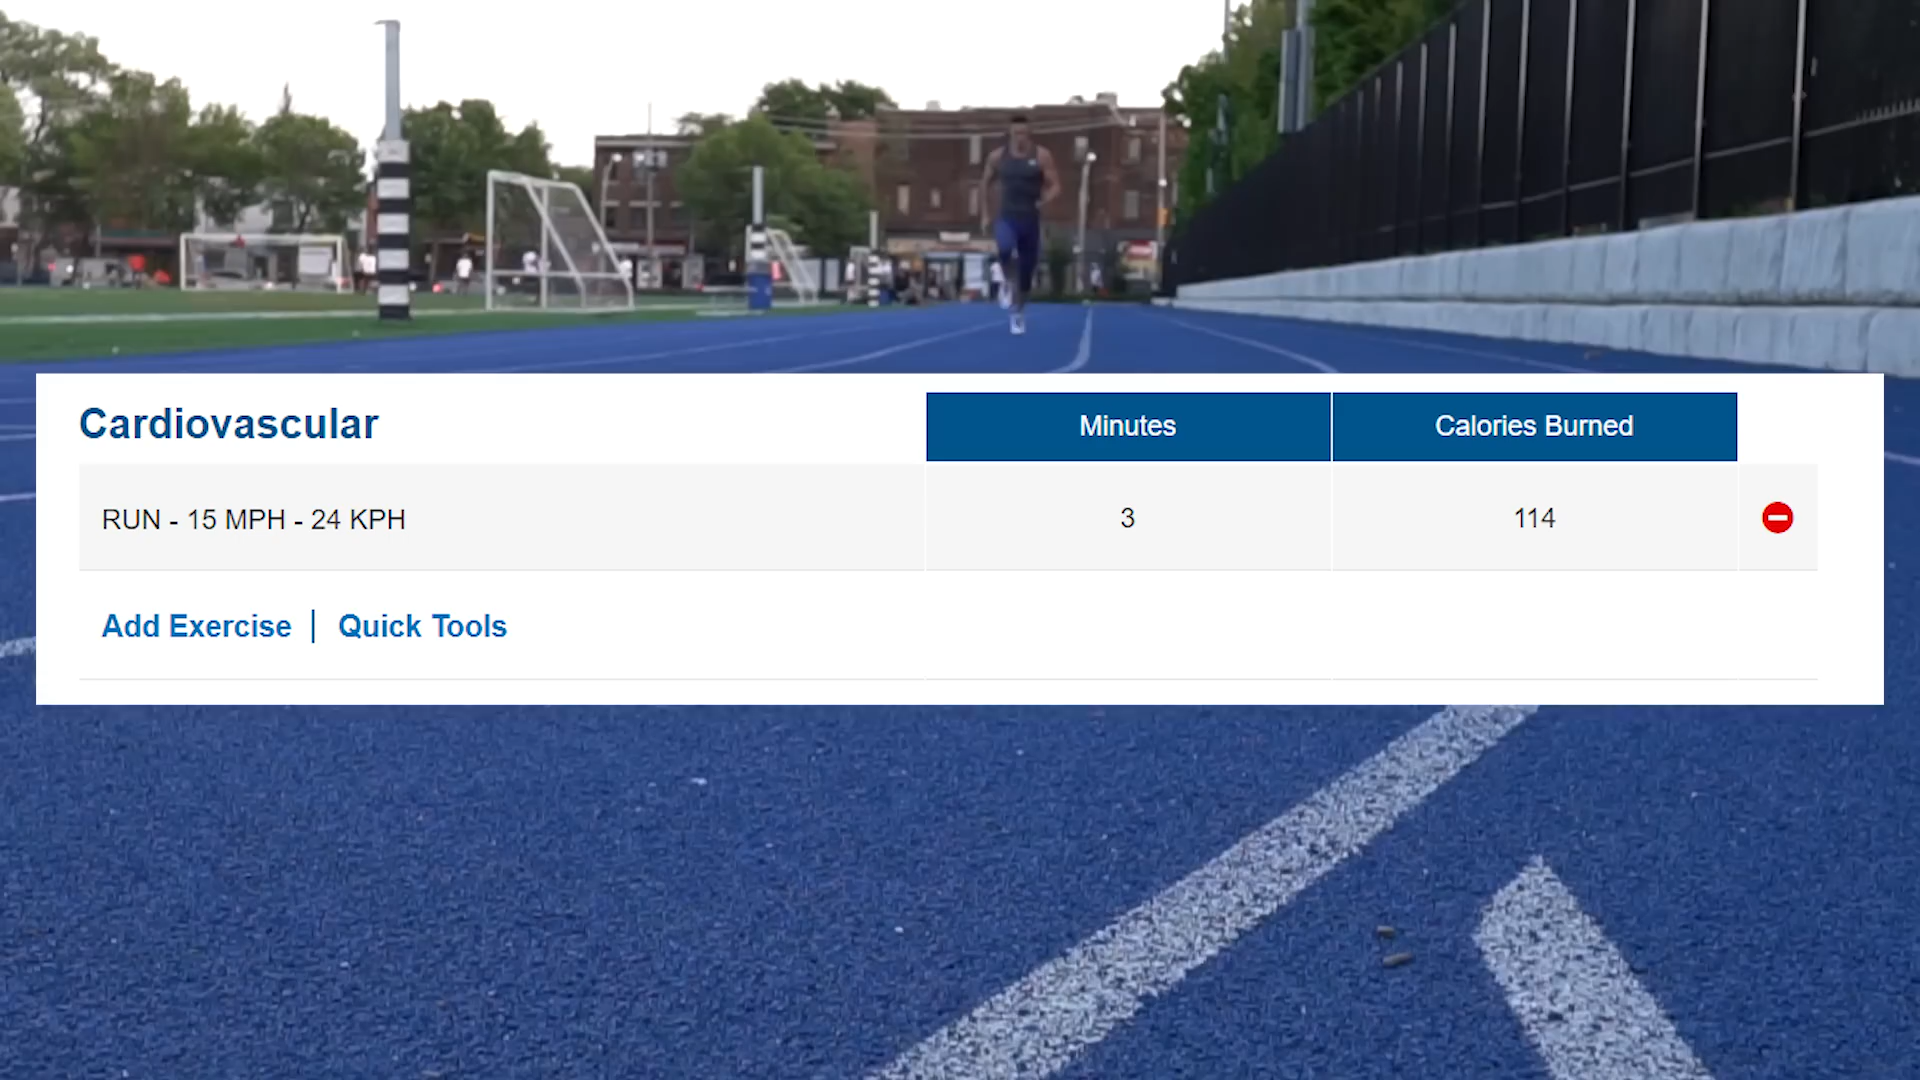 Cardiovascular
Minutes
Calories Burned
RUN - 15 MPH - 24 KPH
3
114
Add Exercise | Quick Tools